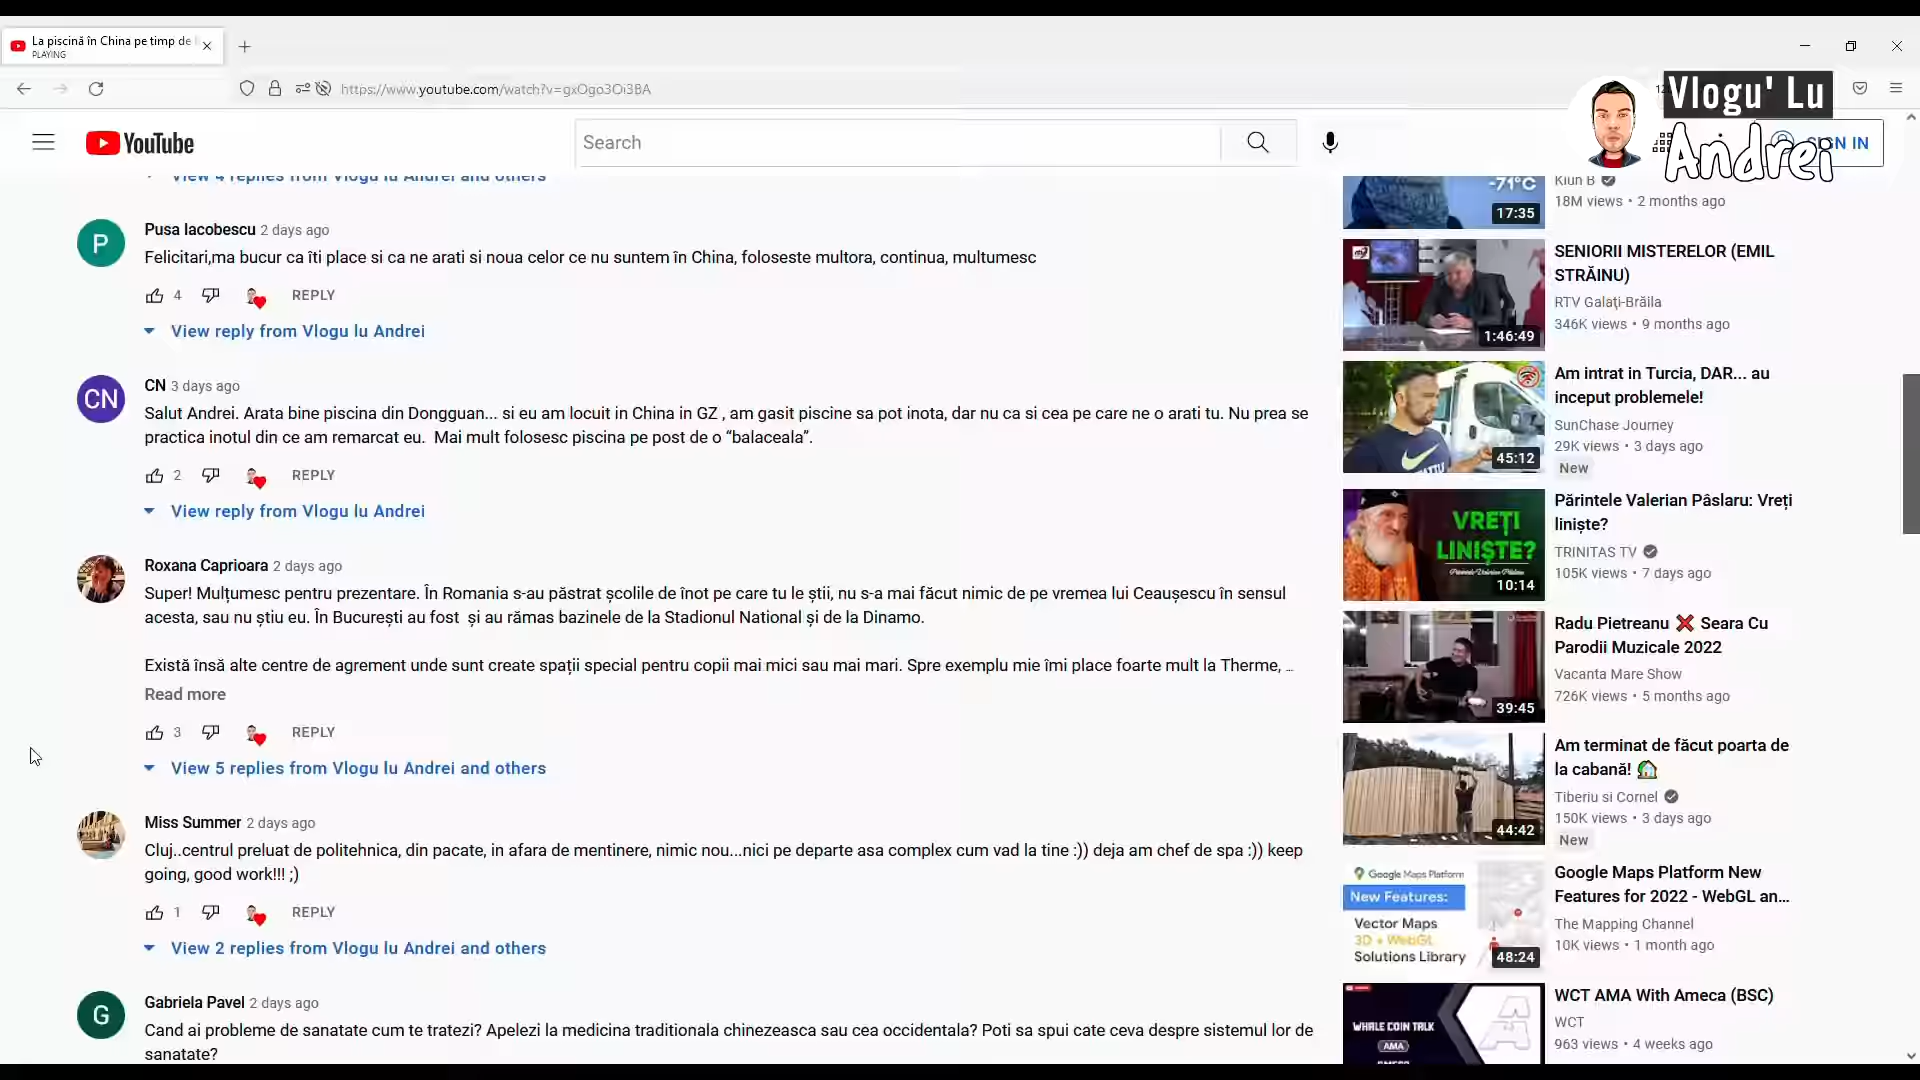 La piscină în China pe timp de
PLAYING
https://www.youtube.com/watch?v=gxOgo3Oi3BA
Vlogu' Lu
Andrei
YouTube
Search
SIGN IN
View 4 replies from Vlogu lu Andrei and others
Pusa Iacobescu 2 days ago
Felicitari,ma bucur ca îti place si ca ne arati si noua celor ce nu suntem în China, foloseste multora, continua, multumesc
4 REPLY
View reply from Vlogu lu Andrei
CN
CN 3 days ago
Salut Andrei. Arata bine piscina din Dongguan... si eu am locuit in China in GZ , am gasit piscine sa pot inota, dar nu ca si cea pe care ne o arati tu. Nu prea se
practica inotul din ce am remarcat eu. Mai mult folosesc piscina pe post de o “balaceala”.
2 REPLY
View reply from Vlogu lu Andrei
Roxana Caprioara 2 days ago
Super! Mulțumesc pentru prezentare. În Romania s-au păstrat școlile de înot pe care tu le știi, nu s-a mai făcut nimic de pe vremea lui Ceaușescu în sensul
acesta, sau nu știu eu. În București au fost și au rămas bazinele de la Stadionul National și de la Dinamo.
Există însă alte centre de agrement unde sunt create spații special pentru copii mai mici sau mai mari. Spre exemplu mie îmi place foarte mult la Therme, ...
Read more
3 REPLY
View 5 replies from Vlogu lu Andrei and others
Miss Summer 2 days ago
Cluj..centrul preluat de politehnica, din pacate, in afara de mentinere, nimic nou...nici pe departe asa complex cum vad la tine :)) deja am chef de spa :)) keep
going, good work!!! ;)
1 REPLY
View 2 replies from Vlogu lu Andrei and others
Gabriela Pavel 2 days ago
Cand ai probleme de sanatate cum te tratezi? Apelezi la medicina traditionala chinezeasca sau cea occidentala? Poti sa spui cate ceva despre sistemul lor de
sanatate?
P
G
-71°C
17:35
Kiun B
18M views • 2 months ago
1:46:49
SENIORII MISTERELOR (EMIL
STRĂINU)
RTV Galaţi-Brăila
346K views • 9 months ago
45:12
Am intrat in Turcia, DAR... au
inceput problemele!
SunChase Journey
29K views • 3 days ago
New
VREȚI
LINIȘTE?
10:14
Părintele Valerian Pâslaru: Vreți
liniște?
TRINITAS TV
105K views • 7 days ago
39:45
Radu Pietreanu ❌ Seara Cu
Parodii Muzicale 2022
Vacanta Mare Show
726K views • 5 months ago
44:42
Am terminat de făcut poarta de
la cabană! 🏡
Tiberiu si Cornel
150K views • 3 days ago
New
Google Maps Platform
New Features:
Vector Maps
3D + WebGL
Solutions Library
48:24
Google Maps Platform New
Features for 2022 - WebGL an...
The Mapping Channel
10K views • 1 month ago
WHALE COIN TALK
AMA
WCT AMA With Ameca (BSC)
WCT
963 views • 4 weeks ago